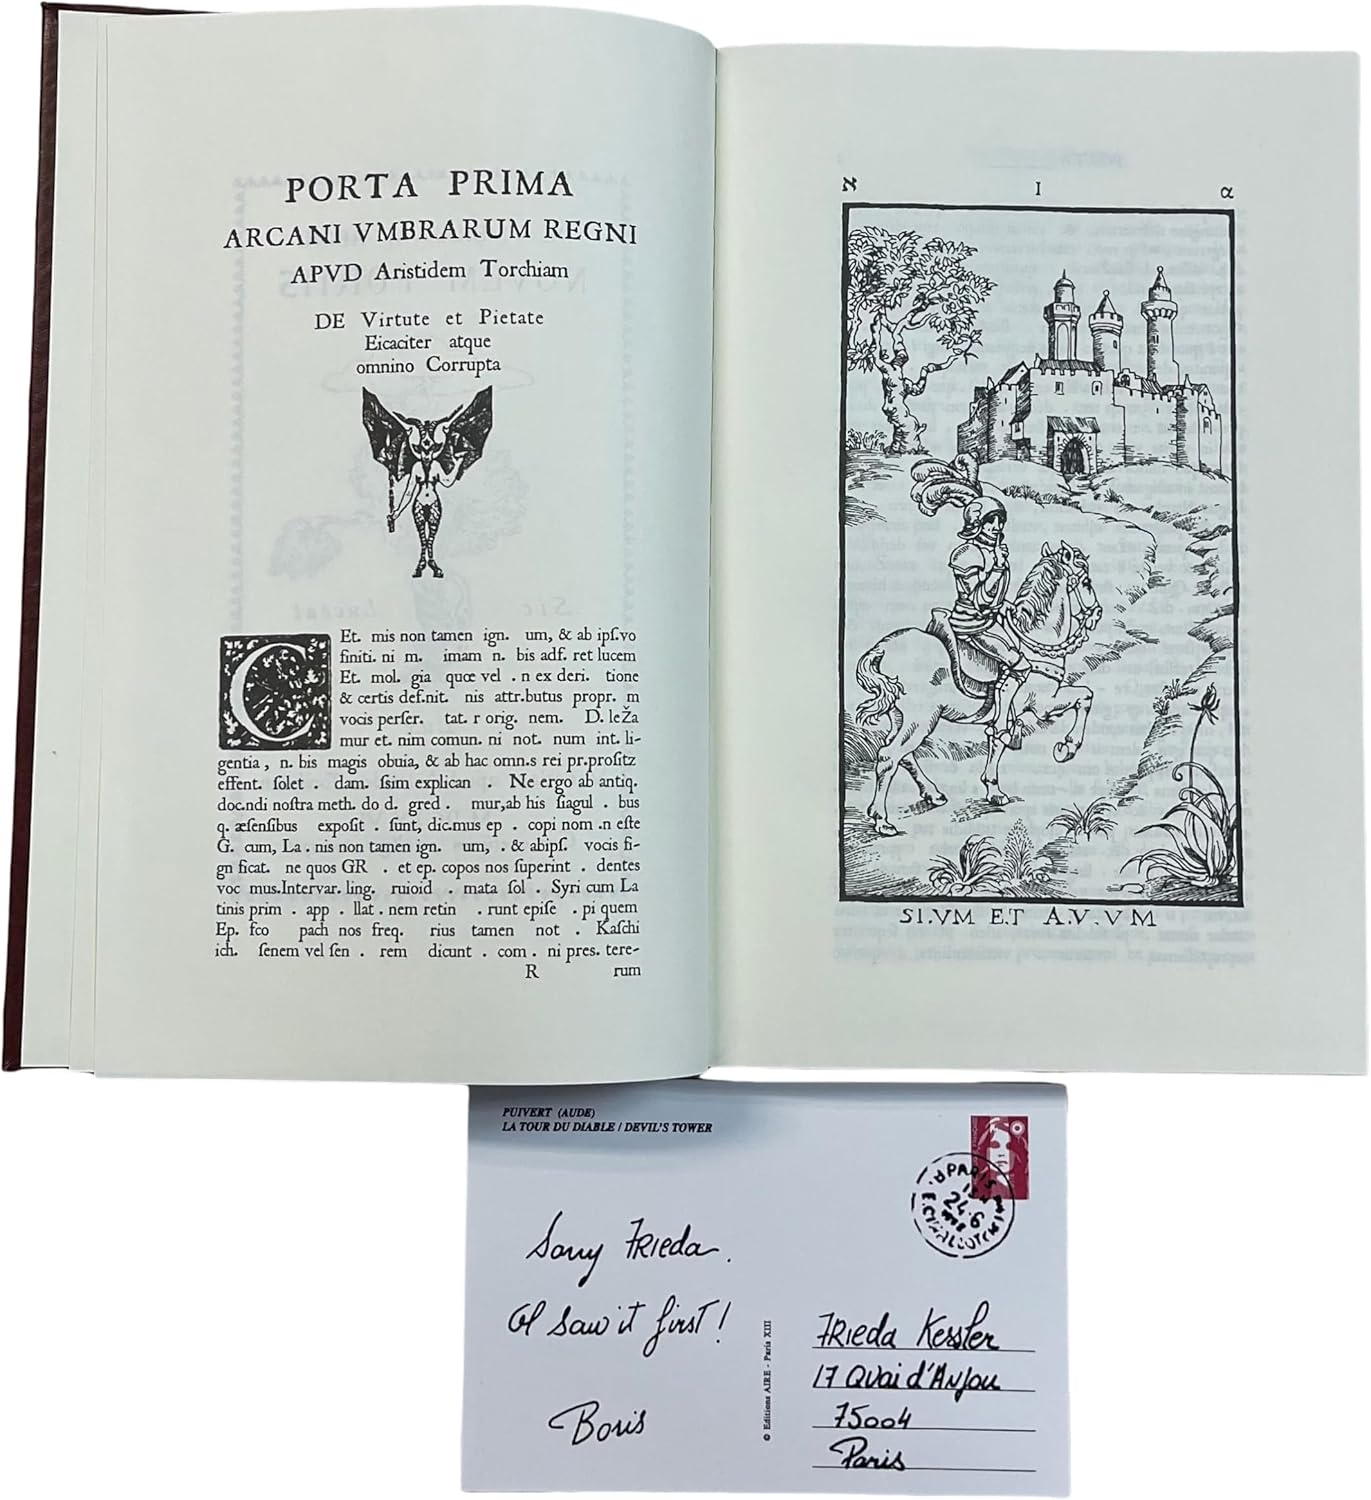 PORTA PRIMA
ARCANI VMBRARUM REGNI
APVD Aristidem Torchiam
DE Virtute et Pietate
Eicaciter atque
omnino Corrupta
C
Et. mis non tamen ign. um, & ab ipſ.vo
finiti. ni m. imam n. bis adſ. ret lucem
Et. mol. gia quœ vel . n ex deri. tione
& certis deſ.nit. nis attr.butus propr. m
vocis perſer. tat. r orig. nem. D. leŽa
mur et. nim comun. ni not. num int. li-
gentia , n. bis magis obuia, & ab hac omn.s rei pr.proſitz
eſſent. ſolet . dam. ſsim explican . Ne ergo ab antiq.
doc.ndi noſtra meth. do d. gred . mur,ab his ſiagul . bus
q. æſenſibus expoſit . ſunt, dic.mus ep . copi nom .n eſte
G. cum, La . nis non tamen ign. um, . & abipſ. vocis ſi-
gn ficat. ne quos GR . et ep. copos nos ſuperint . dentes
voc mus.Intervar. ling. ruioid . mata ſol . Syri cum La
tinis prim . app . llat . nem retin . runt epiſe . pi quem
Ep. ſco pach nos freq. rius tamen not . Kaſchi
ich. ſenem vel ſen . rem dicunt . com . ni pres. tere-
R rum
א I α
SI.VM E.T A.V.VM
PUIVERT (AUDE)
LA TOUR DU DIABLE / DEVIL'S TOWER
PARIS
24·6
Sorry FRIEDA.
I saw it first!
Boris
© Editions AIRE - Paris XIII
FRIEDA Kessler
17 Quai d'Anjou
75004
Paris